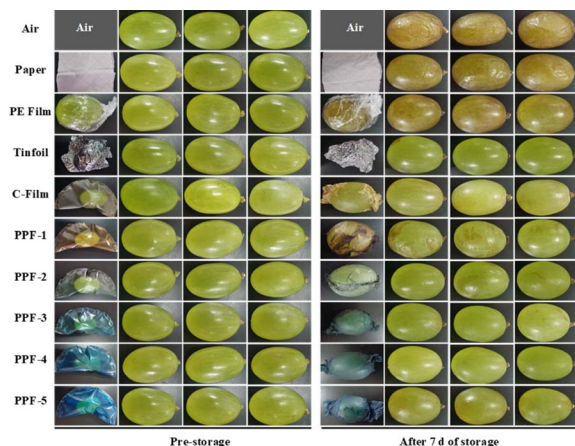 Air Air Air
Paper
PE Film
Tinfoil
C-Film
PPF-1
PPF-2
PPF-3
PPF-4
PPF-5
Pre-storage After 7 d of storage